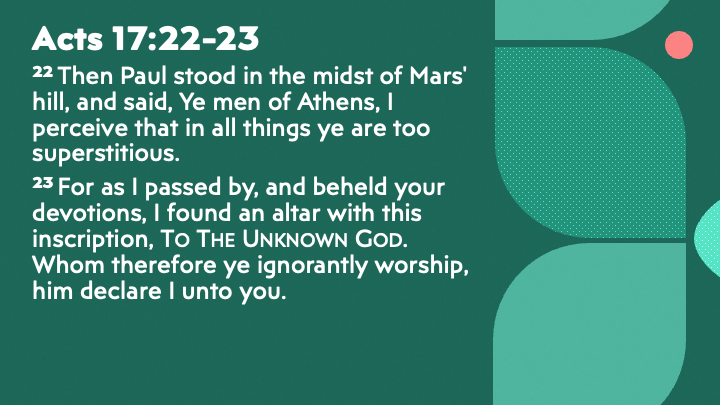 Acts 17:22-23
²² Then Paul stood in the midst of Mars'
hill, and said, Ye men of Athens, I
perceive that in all things ye are too
superstitious.
²³ For as I passed by, and beheld your
devotions, I found an altar with this
inscription, To The Unknown God.
Whom therefore ye ignorantly worship,
him declare I unto you.